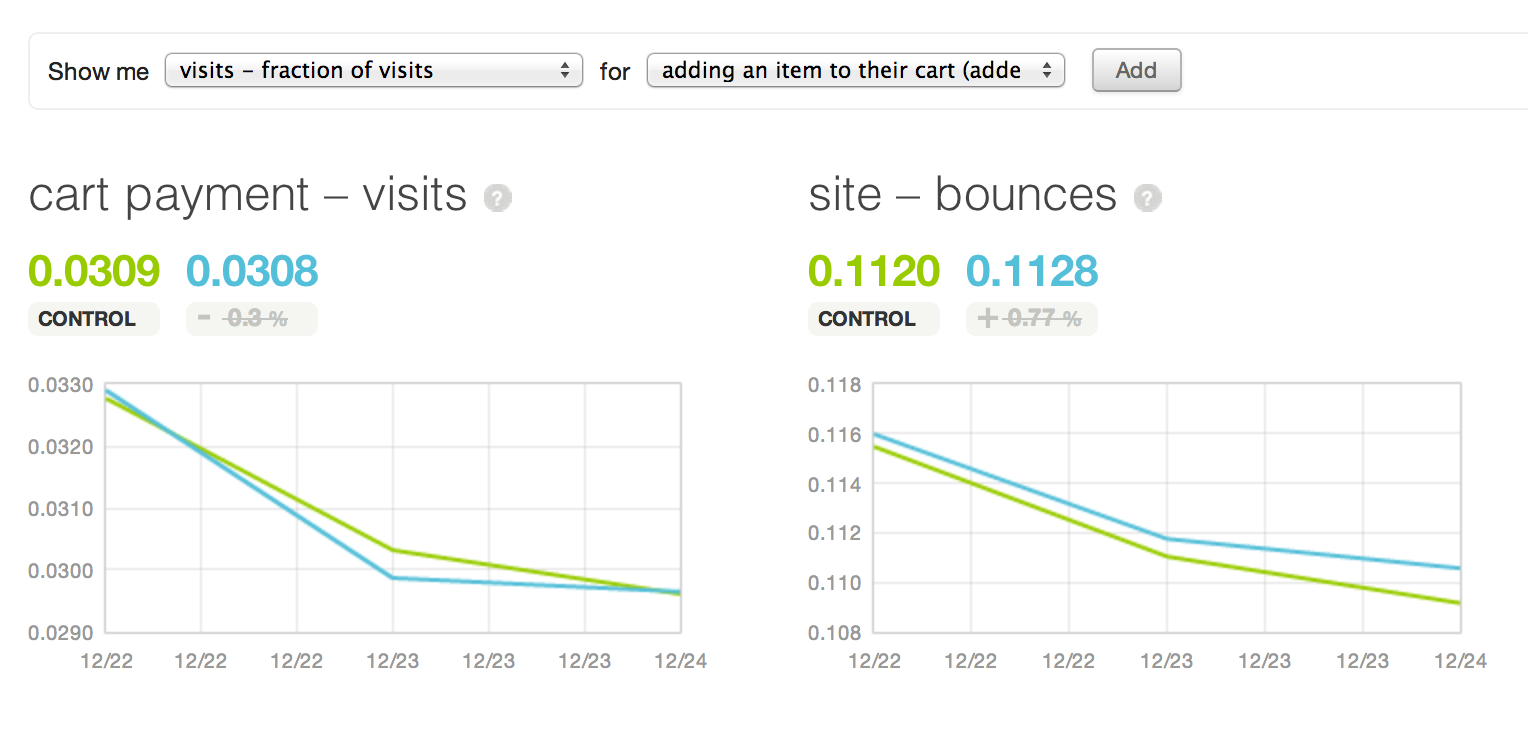 Show me visits – fraction of visits for adding an item to their cart (adde Add
cart payment – visits ?
0.0309 0.0308
CONTROL - 0.3 %
0.0330
0.0320
0.0310
0.0300
0.0290
12/22 12/22 12/22 12/23 12/23 12/23 12/24
site – bounces ?
0.1120 0.1128
CONTROL + 0.77 %
0.118
0.116
0.114
0.112
0.110
0.108
12/22 12/22 12/22 12/23 12/23 12/23 12/24